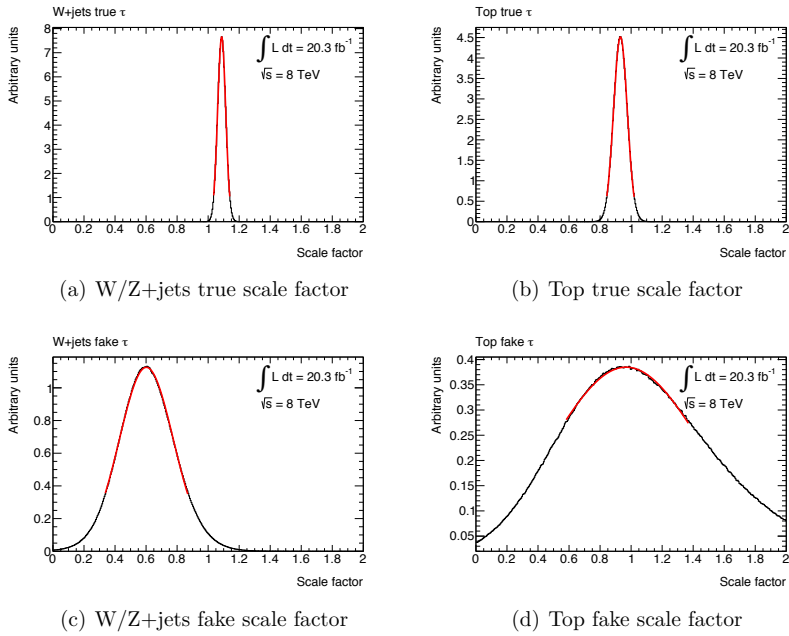 W+jets true τ
Arbitrary units
8
7
6
5
4
3
2
1
0
∫ L dt = 20.3 fb⁻¹
√s = 8 TeV
0 0.2 0.4 0.6 0.8 1 1.2 1.4 1.6 1.8 2
Scale factor
(a) W/Z+jets true scale factor
Top true τ
Arbitrary units
4.5
4
3.5
3
2.5
2
1.5
1
0.5
0
∫ L dt = 20.3 fb⁻¹
√s = 8 TeV
0 0.2 0.4 0.6 0.8 1 1.2 1.4 1.6 1.8 2
Scale factor
(b) Top true scale factor
W+jets fake τ
Arbitrary units
1
0.8
0.6
0.4
0.2
0
∫ L dt = 20.3 fb⁻¹
√s = 8 TeV
0 0.2 0.4 0.6 0.8 1 1.2 1.4 1.6 1.8 2
Scale factor
(c) W/Z+jets fake scale factor
Top fake τ
Arbitrary units
0.4
0.35
0.3
0.25
0.2
0.15
0.1
0.05
∫ L dt = 20.3 fb⁻¹
√s = 8 TeV
0 0.2 0.4 0.6 0.8 1 1.2 1.4 1.6 1.8 2
Scale factor
(d) Top fake scale factor